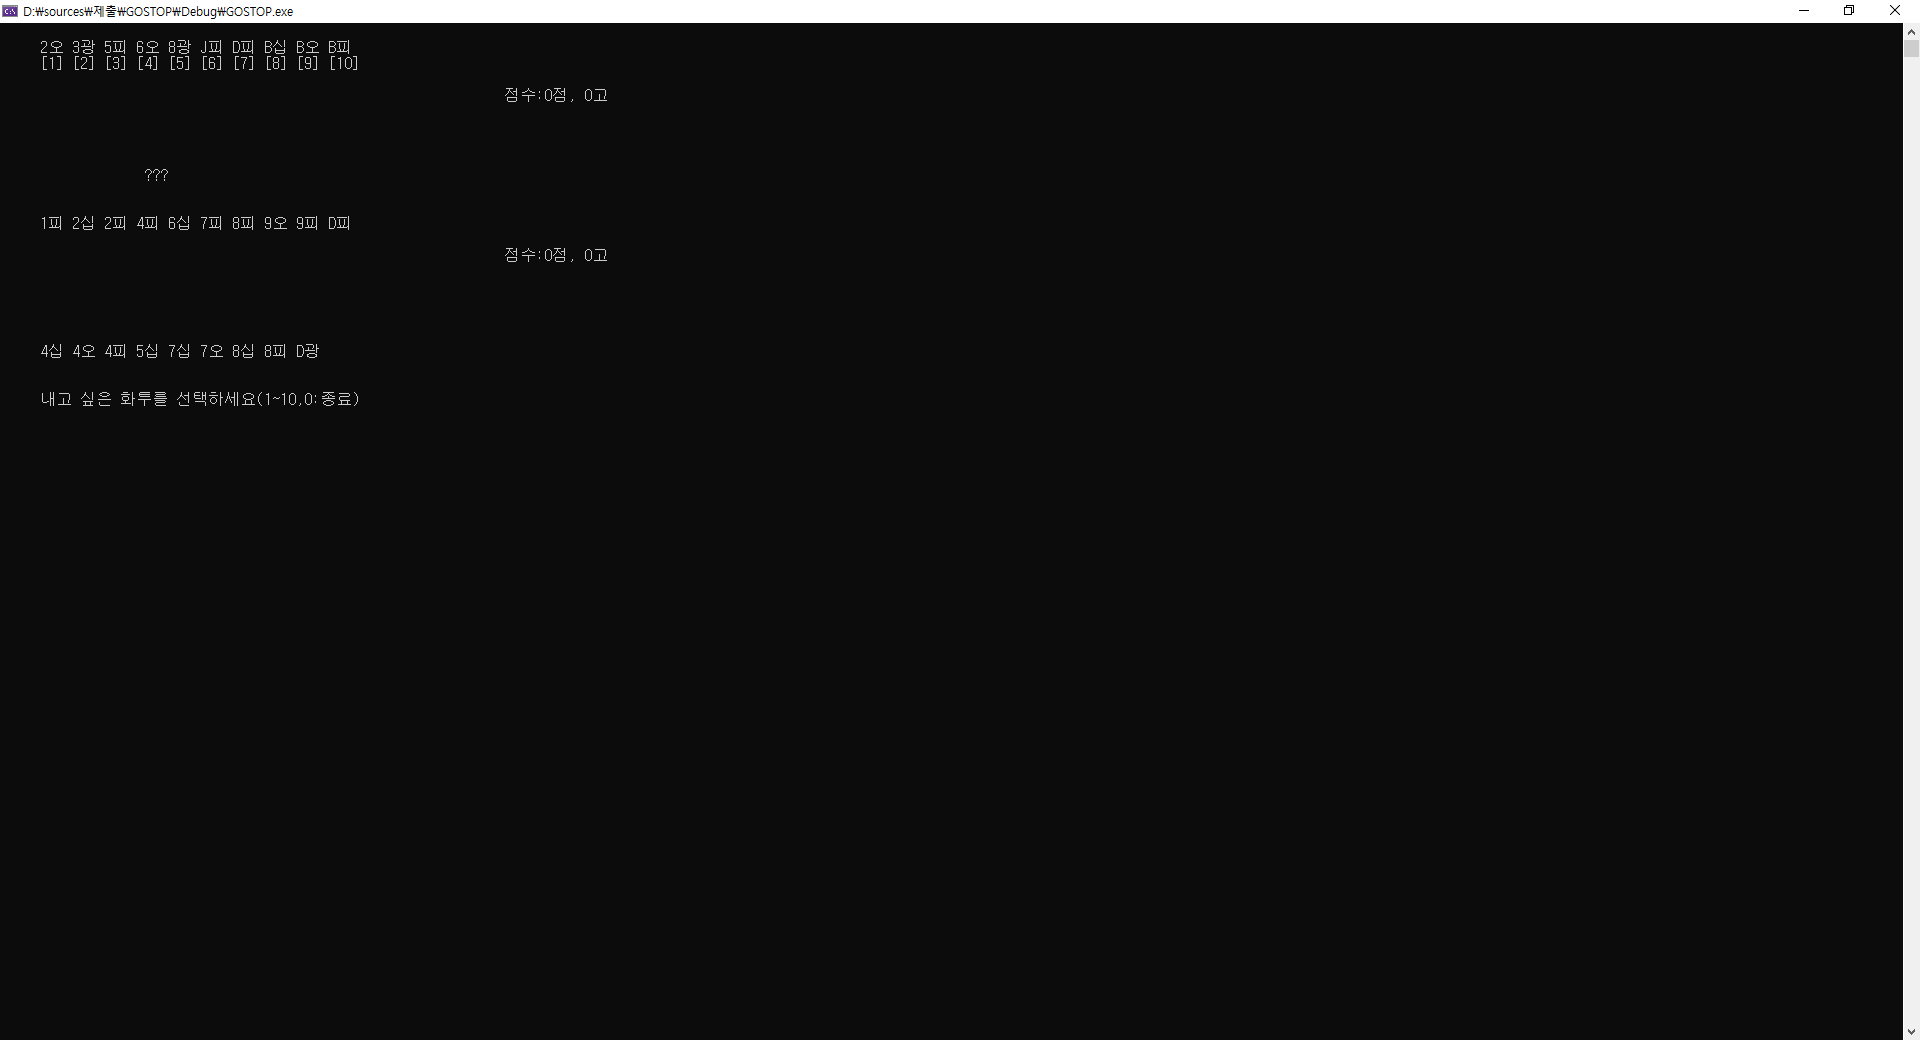 D:₩sources₩제출₩GOSTOP₩Debug₩GOSTOP.exe
2오 3광 5피 6오 8광 J피 D피 B십 B오 B피
[1] [2] [3] [4] [5] [6] [7] [8] [9] [10]
점수:0점, 0고
???
1피 2십 2피 4피 6십 7피 8피 9오 9피 D피
점수:0점, 0고
4십 4오 4피 5십 7십 7오 8십 8피 D광
내고 싶은 화투를 선택하세요(1~10,0:종료)